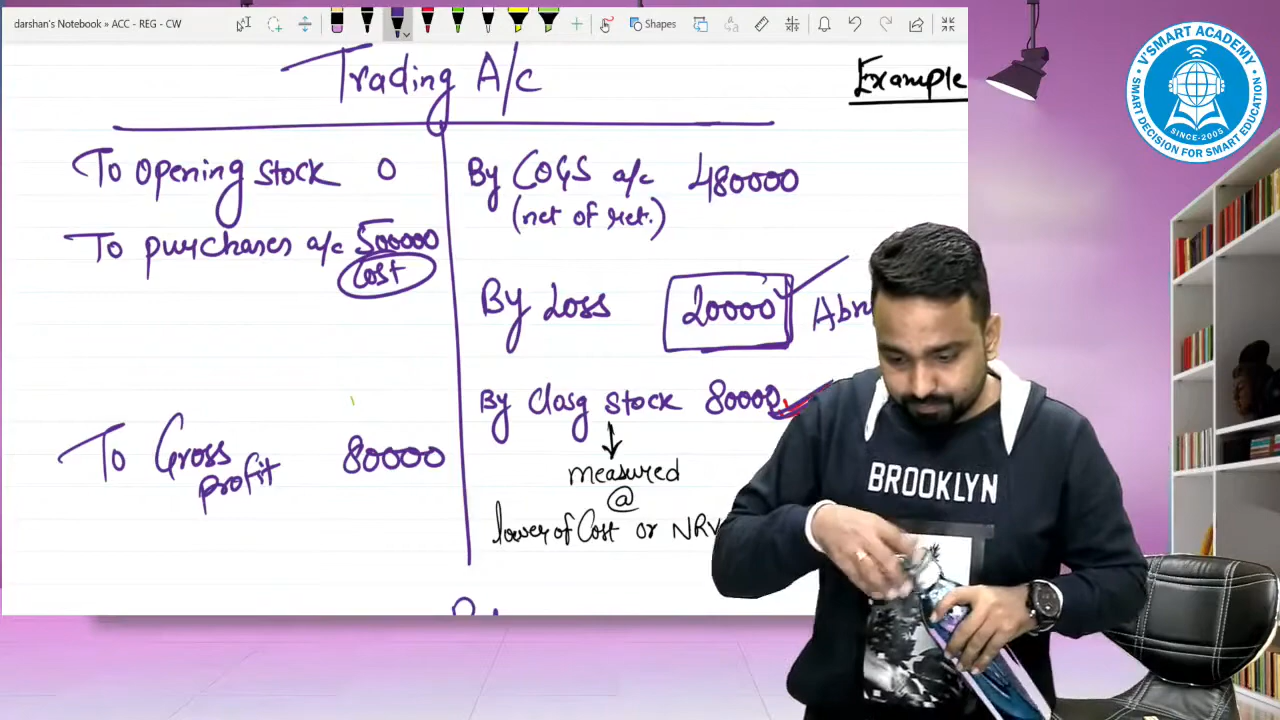 darshan's Notebook » ACC - REG - CW
Shapes
Trading A/c
Example
To opening stock 0
To purchases a/c 500000
Cost
To Gross profit 80000
By COGS a/c 480000
(net of ret.)
By Loss 20000
By Closg stock 80000
measured
@
lower of Cost or NRV
V'SMART ACADEMY
SINCE-2005
SMART DECISION FOR SMART EDUCATION
BROOKLYN